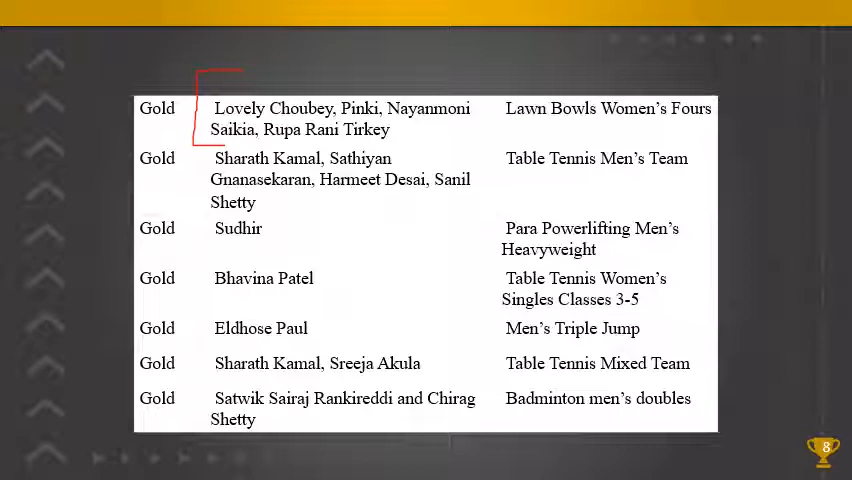 Gold Lovely Choubey, Pinki, Nayanmoni Lawn Bowls Women’s Fours
Saikia, Rupa Rani Tirkey
Gold Sharath Kamal, Sathiyan Table Tennis Men’s Team
Gnanasekaran, Harmeet Desai, Sanil
Shetty
Gold Sudhir Para Powerlifting Men’s
Heavyweight
Gold Bhavina Patel Table Tennis Women’s
Singles Classes 3-5
Gold Eldhose Paul Men’s Triple Jump
Gold Sharath Kamal, Sreeja Akula Table Tennis Mixed Team
Gold Satwik Sairaj Rankireddi and Chirag Badminton men’s doubles
Shetty
8